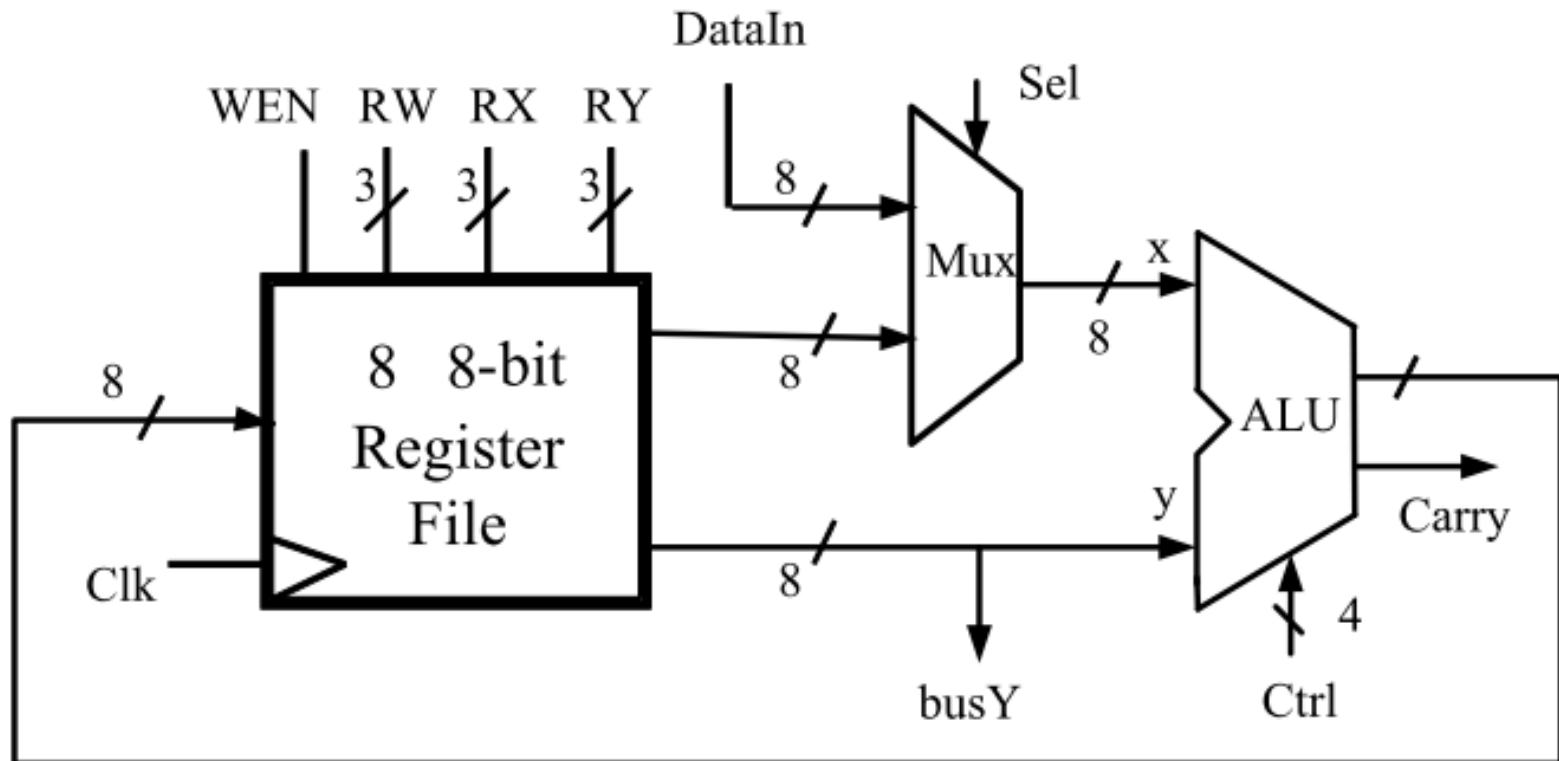 DataIn
Sel
WEN RW RX RY
3 3 3
8
Mux
x
8
8
8
8 8-bit
Register
File
8
ALU
y
Carry
Clk
8
4
busY
Ctrl